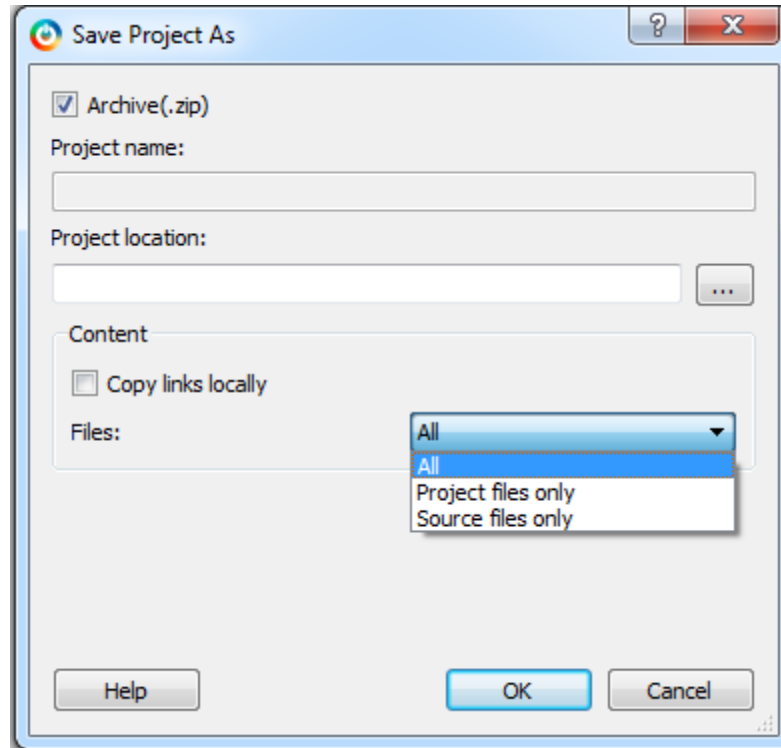 Save Project As
?
X
Archive(.zip)
Project name:
Project location:
...
Content
Copy links locally
Files:
All
All
Project files only
Source files only
Help
OK
Cancel